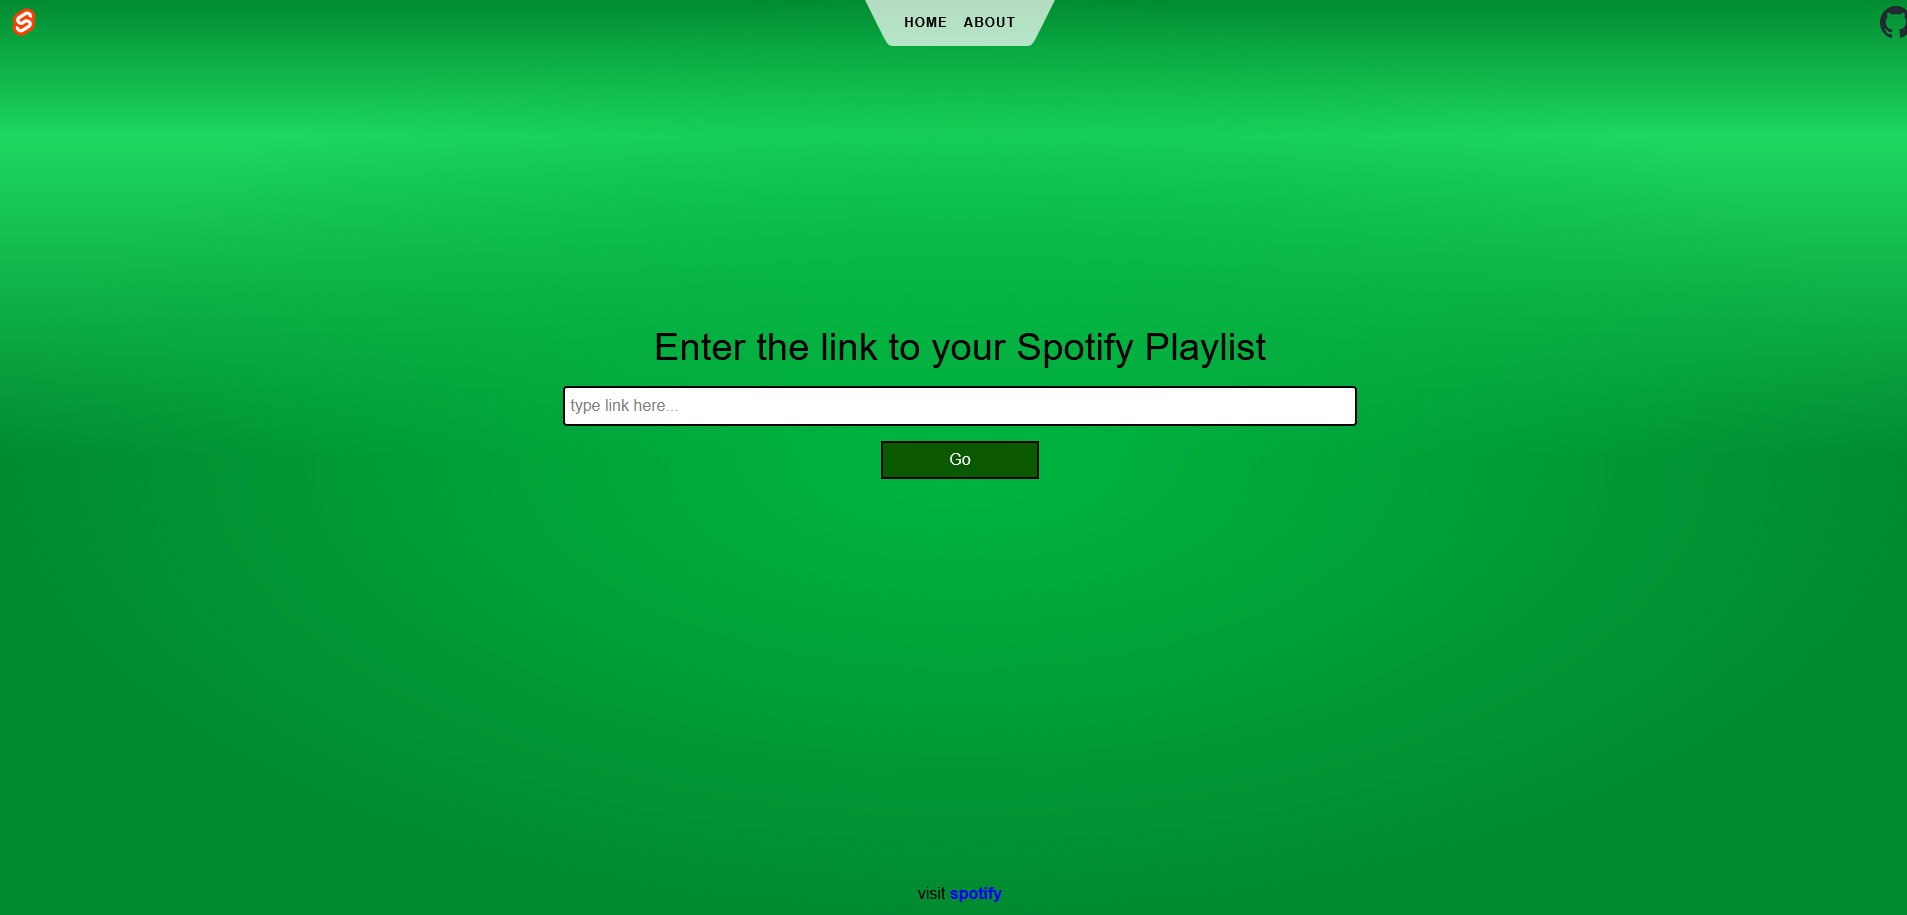 HOME ABOUT
Enter the link to your Spotify Playlist
type link here...
Go
visit spotify